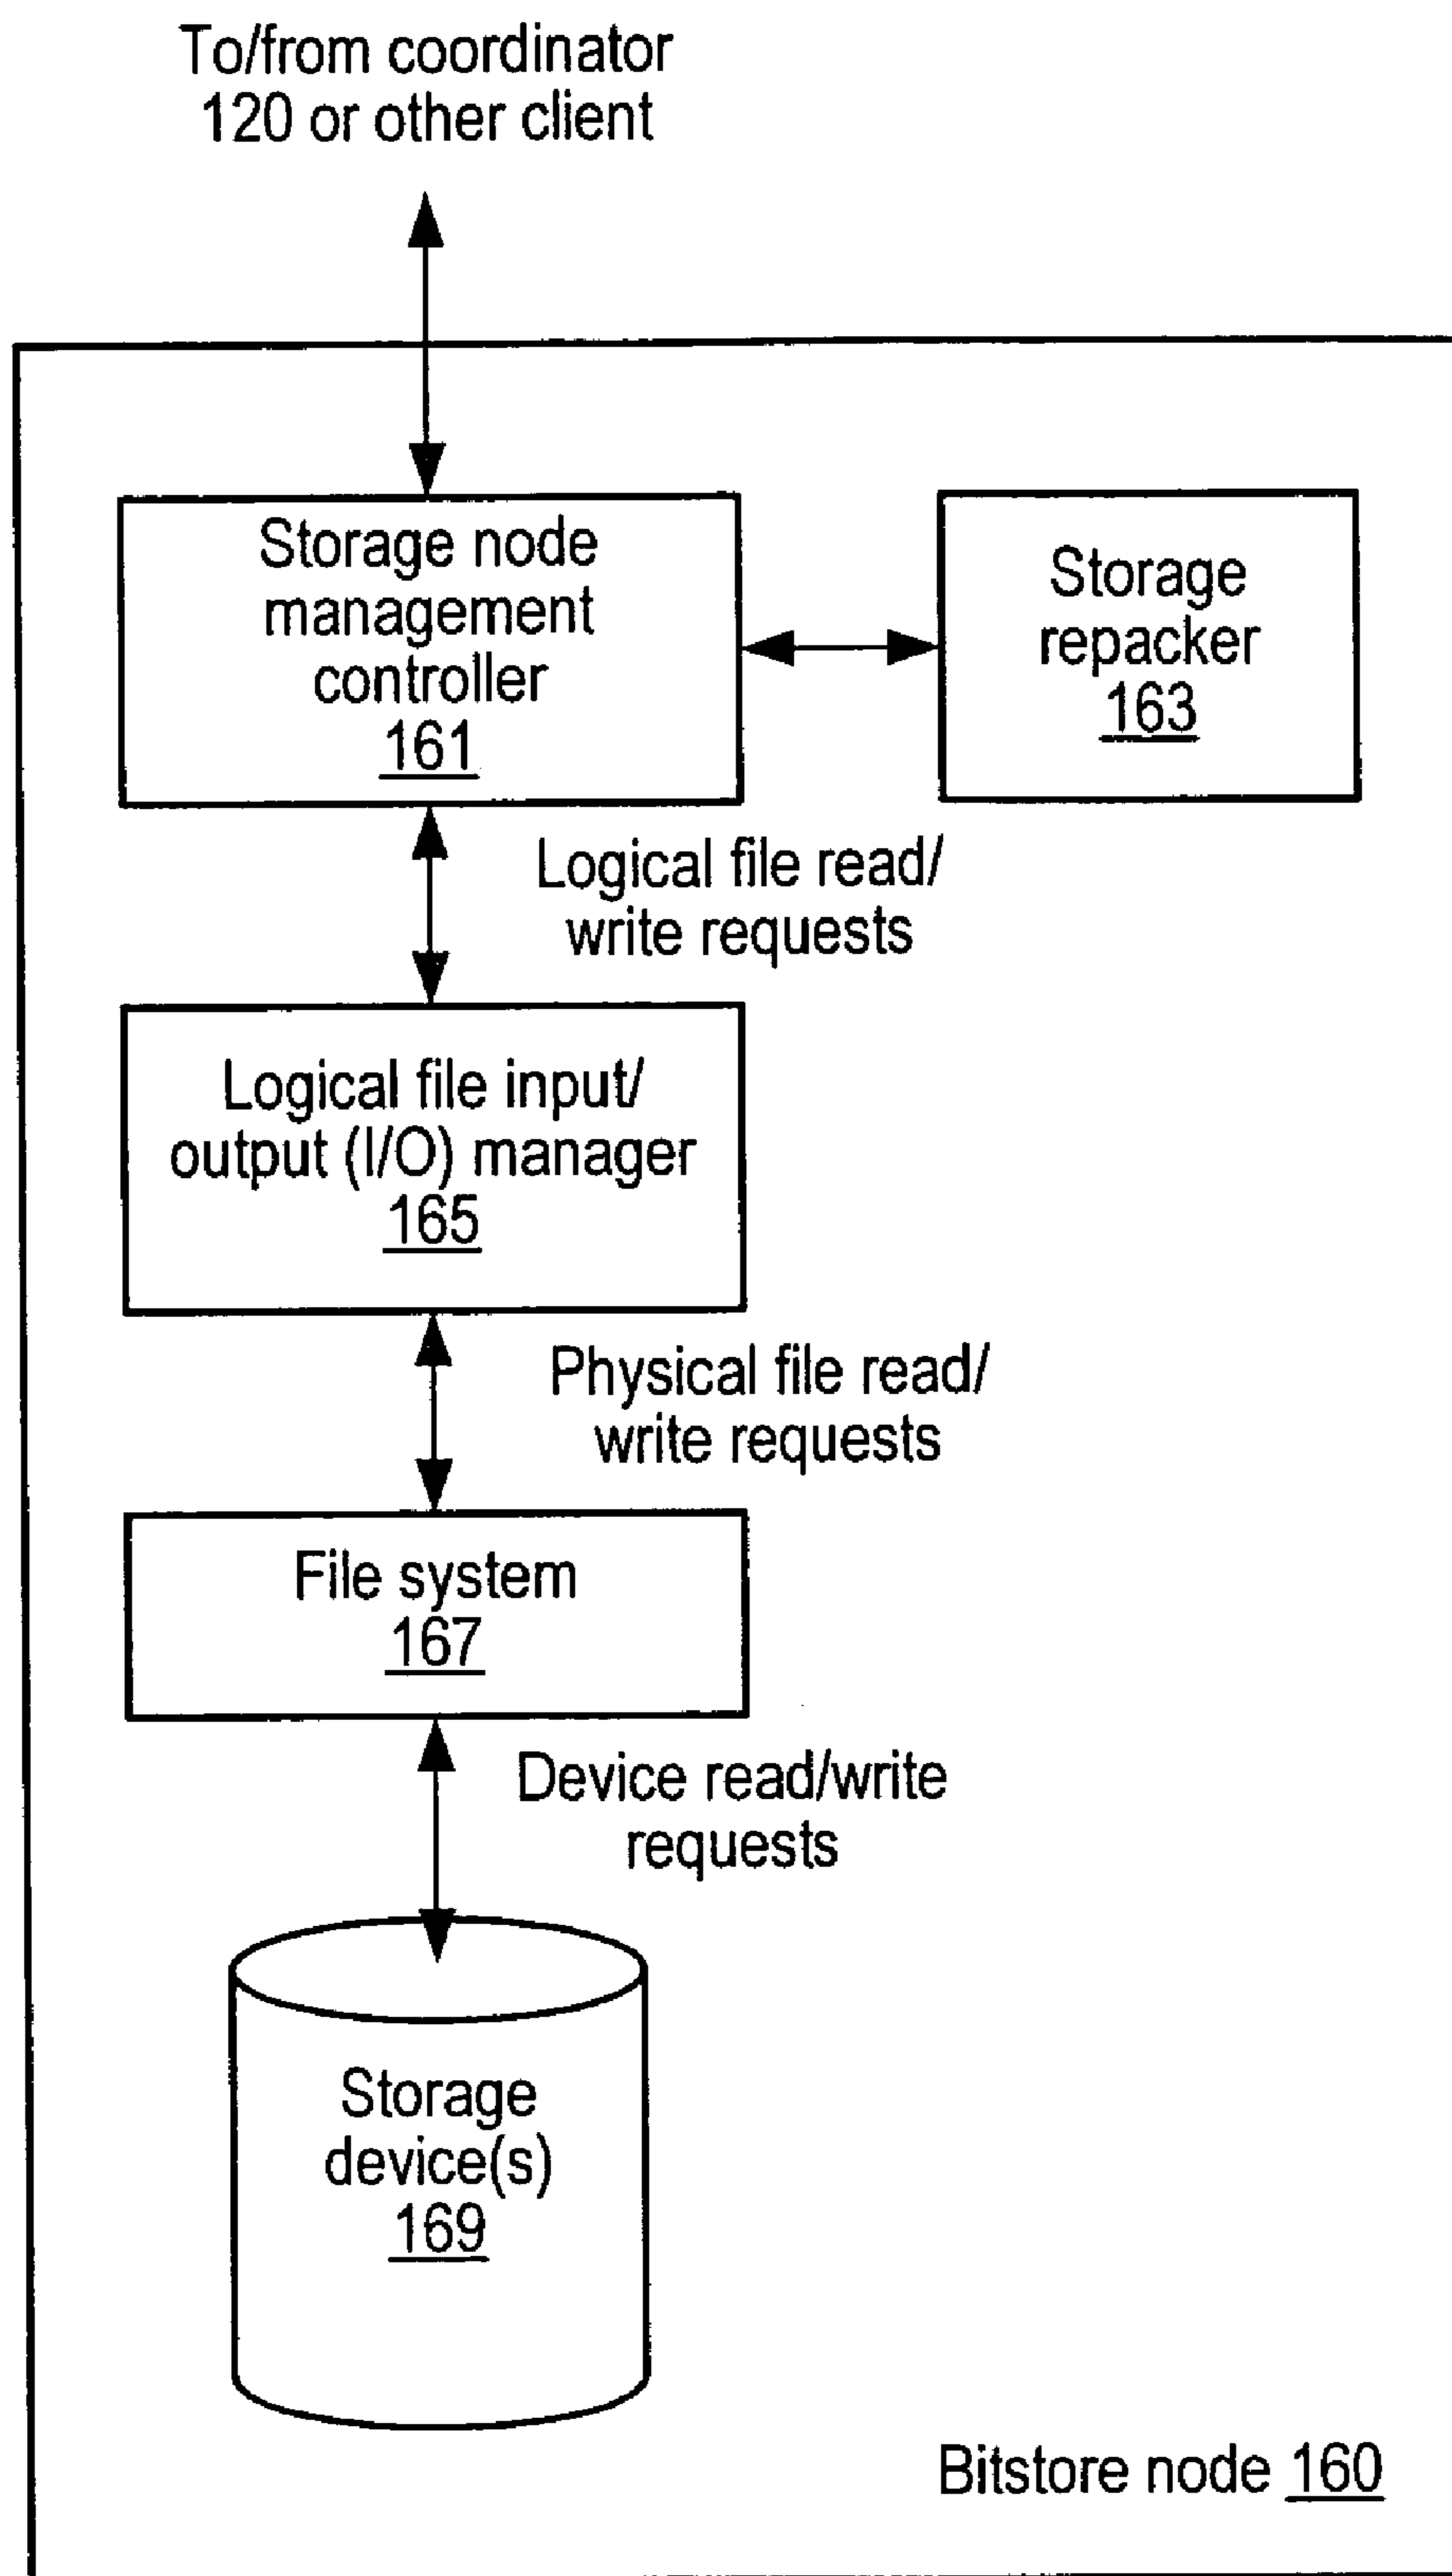 To/from coordinator
120 or other client
Storage node
management
controller
161
Storage
repacker
163
Logical file read/
write requests
Logical file input/
output (I/O) manager
165
Physical file read/
write requests
File system
167
Device read/write
requests
Storage
device(s)
169
Bitstore node 160